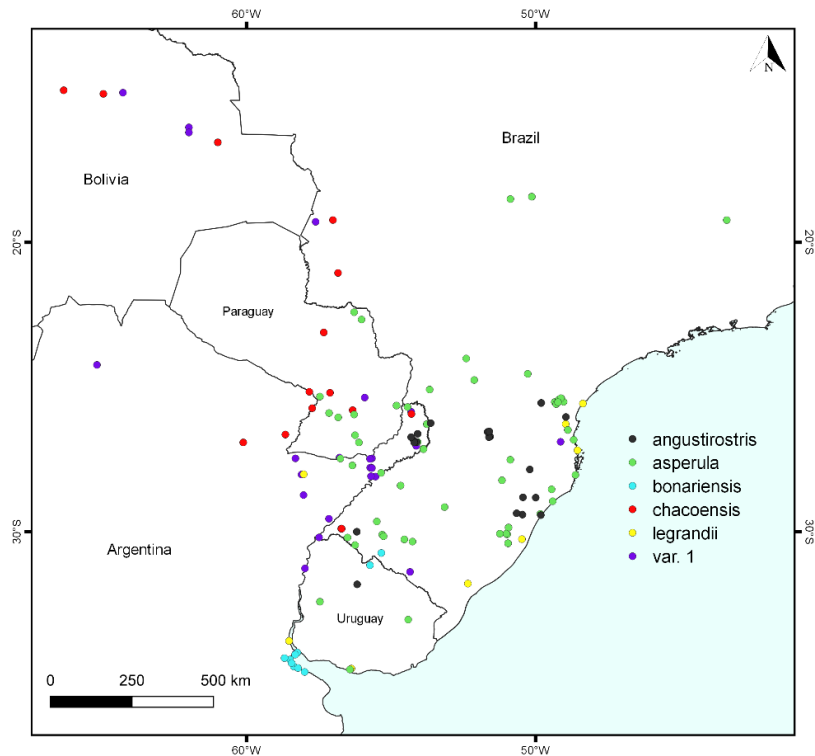 60°W 50°W
N
Brazil
Bolivia
20°S 20°S
Paraguay
angustirostris
asperula
bonariensis
chacoensis
legrandii
var. 1
30°S 30°S
Argentina
Uruguay
0 250 500 km
60°W 50°W